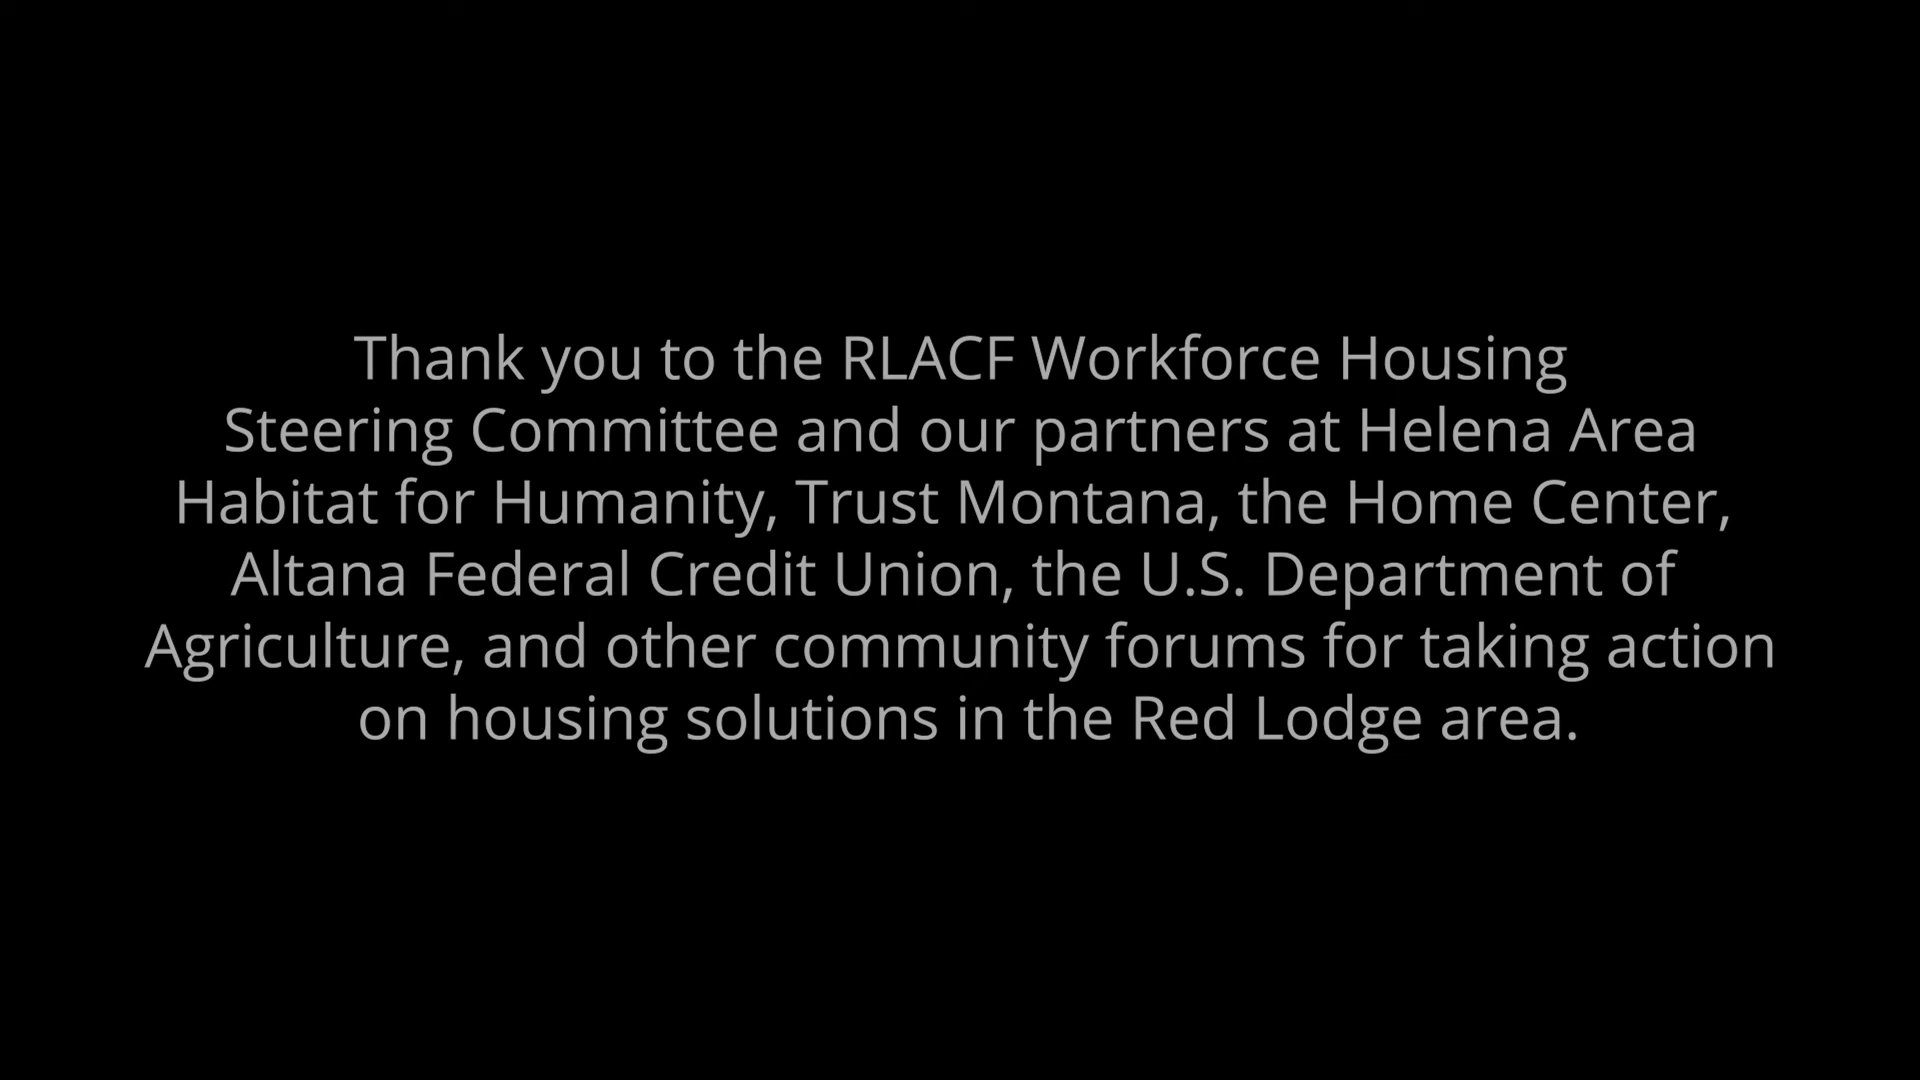 Thank you to the RLACF Workforce Housing
Steering Committee and our partners at Helena Area
Habitat for Humanity, Trust Montana, the Home Center,
Altana Federal Credit Union, the U.S. Department of
Agriculture, and other community forums for taking action
on housing solutions in the Red Lodge area.